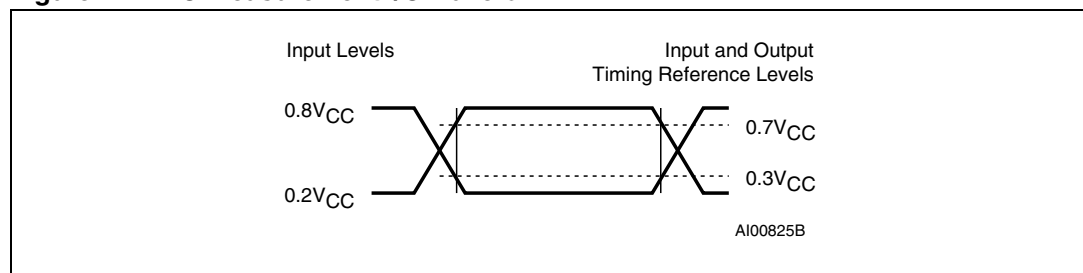 Input Levels
Input and Output
Timing Reference Levels
0.8VCC
0.7VCC
0.3VCC
0.2VCC
AI00825B